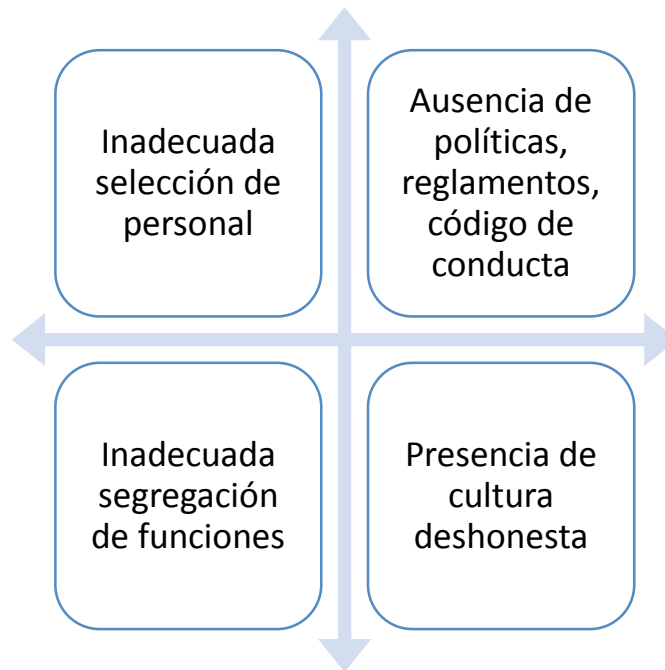 Inadecuada
selección de
personal
Ausencia de
políticas,
reglamentos,
código de
conducta
Inadecuada
segregación
de funciones
Presencia de
cultura
deshonesta